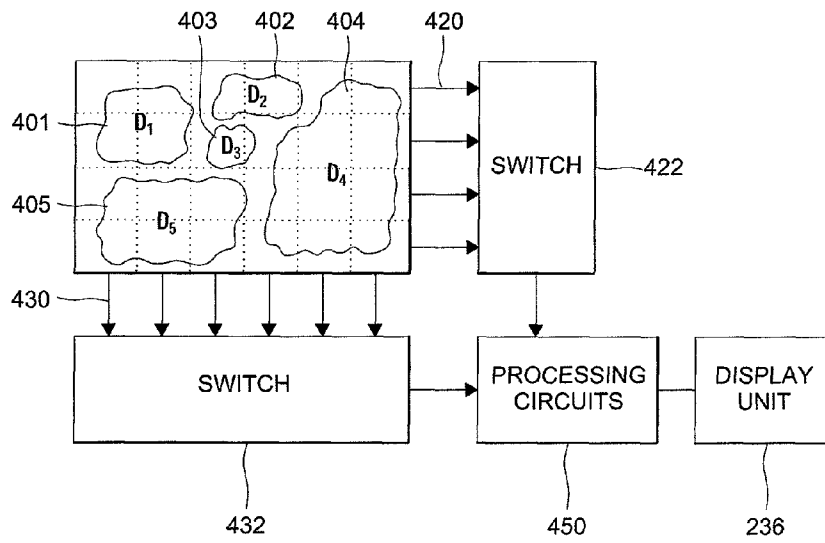 403 402 404 420
401
D1
D2
D3
D4
SWITCH
422
405
D5
430
SWITCH
PROCESSING
CIRCUITS
DISPLAY
UNIT
432
450
236